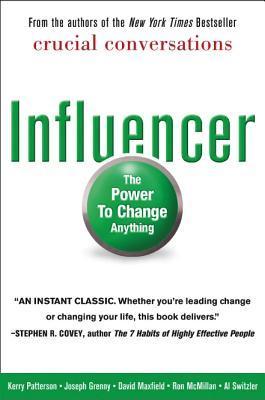 From the authors of the New York Times Bestseller
crucial conversations
Influencer
The
Power
To Change
Anything
"AN INSTANT CLASSIC. Whether you're leading change
or changing your life, this book delivers."
–STEPHEN R. COVEY, author The 7 Habits of Highly Effective People
Kerry Patterson • Joseph Grenny • David Maxfield • Ron McMillan • Al Switzler